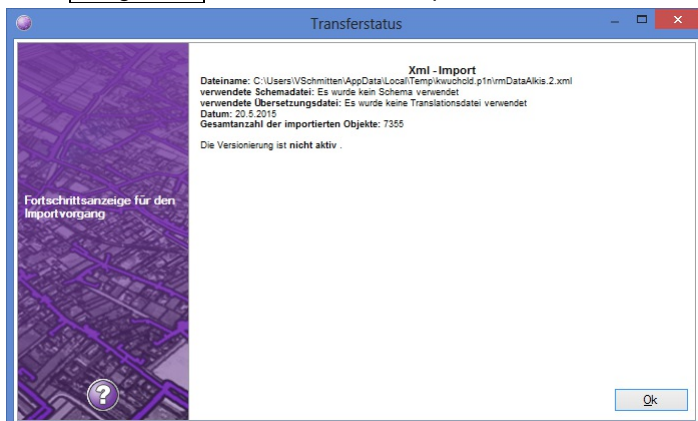 Transferstatus
Xml - Import
Dateiname: C:\Users\VSchmitten\AppData\Local\Temp\kwuchold.p1n\rmDataAlkis.2.xml
verwendete Schemadatei: Es wurde kein Schema verwendet
verwendete Übersetzungsdatei: Es wurde keine Translationsdatei verwendet
Datum: 20.5.2015
Gesamtanzahl der importierten Objekte: 7355
Die Versionierung ist nicht aktiv .
Fortschrittsanzeige für den
Importvorgang
?
Ok